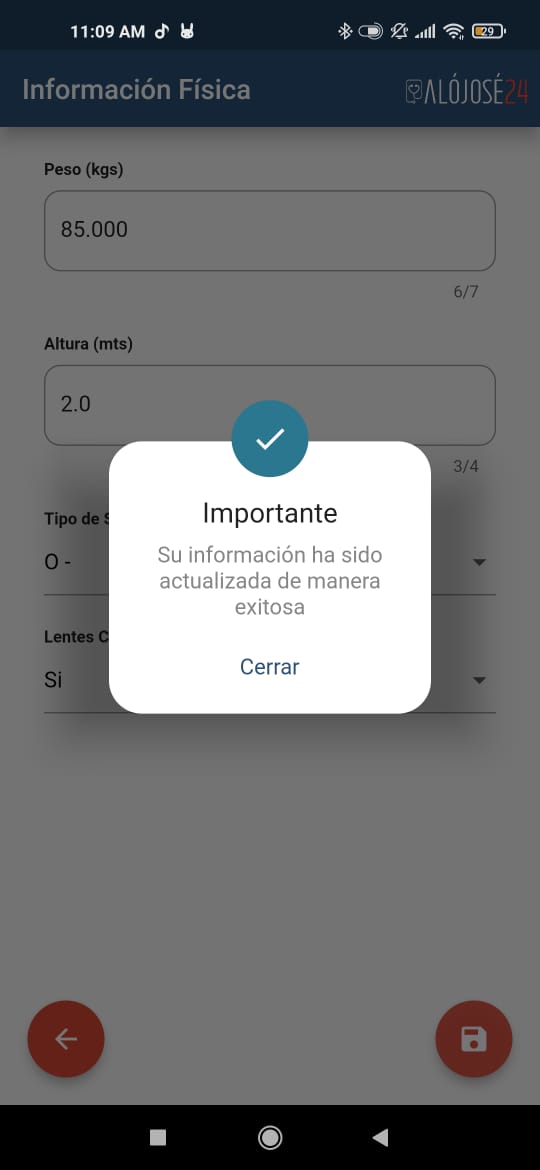 11:09 AM
29
Información Física
ALÓJOSÉ24
Peso (kgs)
85.000
6/7
Altura (mts)
2.0
3/4
Tipo de
O -
Importante
Su información ha sido
actualizada de manera
exitosa
Cerrar
Lentes
Si